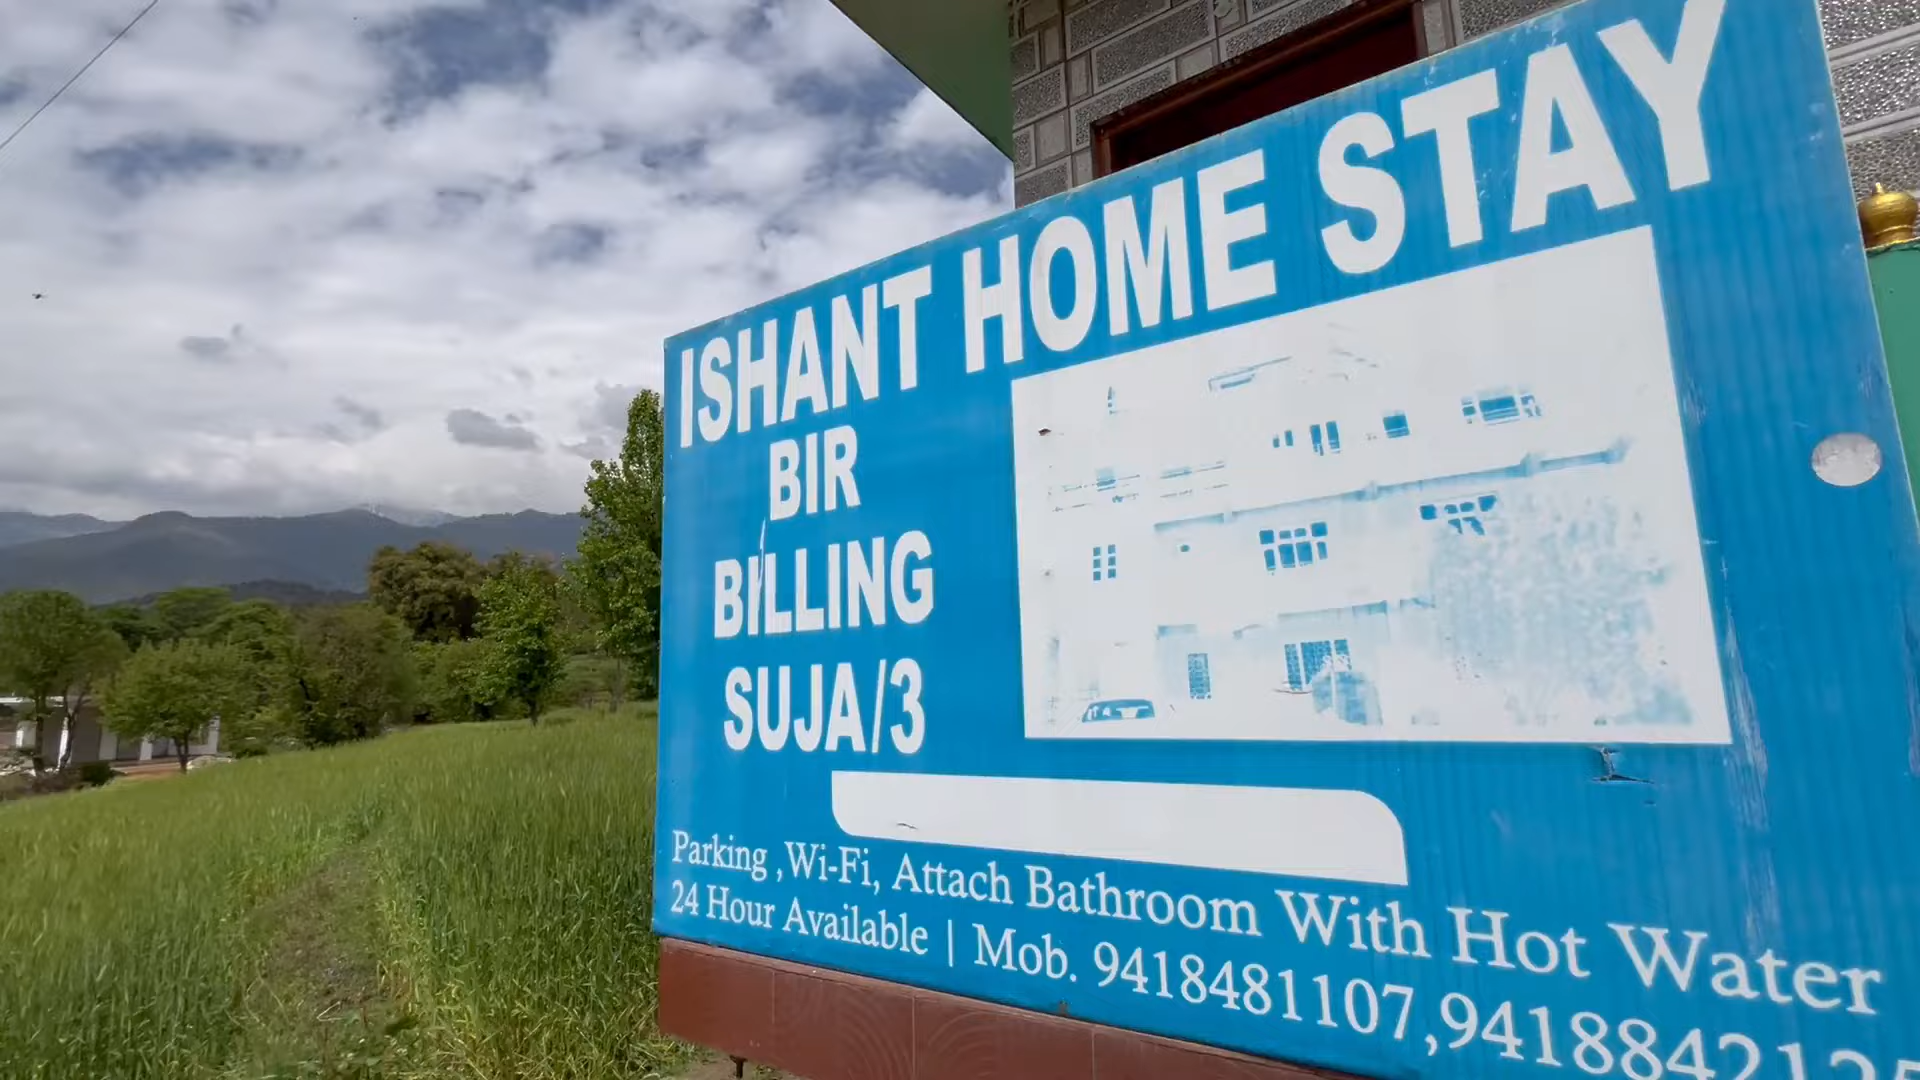 ISHANT HOME STAY
BIR
BILLING
SUJA/3
Parking ,Wi-Fi, Attach Bathroom With Hot Water
24 Hour Available | Mob. 9418481107,